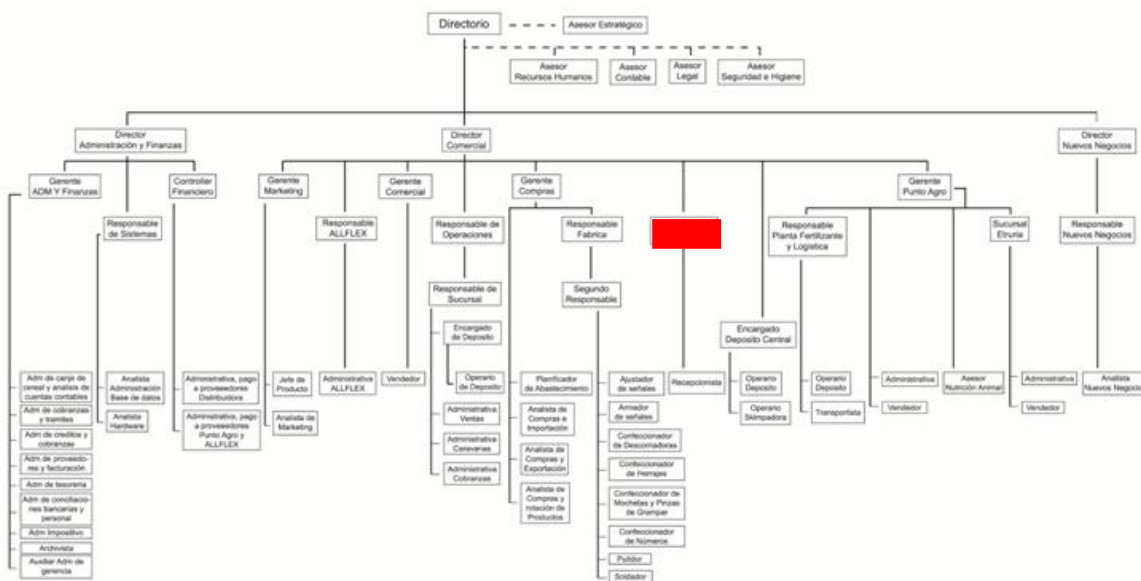 Directorio
Asesor Estratégico
Asesor
Recursos Humanos
Asesor
Contable
Asesor
Legal
Asesor
Seguridad e Higiene
Director
Administración y Finanzas
Director
Comercial
Director
Nuevos Negocios
Gerente
ADM Y Finanzas
Controller
Financiero
Gerente
Marketing
Gerente
Comercial
Gerente
Compras
Gerente
Punto Agro
Responsable
de Sistemas
Responsable
ALLFLEX
Responsable de
Operaciones
Responsable
Fabrica
Responsable
Planta Fertilizante
y Logística
Sucursal
Etruria
Responsable
Nuevos Negocios
Responsable de
Sucursal
Segundo
Responsable
Encargado
de Deposito
Encargado
Deposito Central
Adm de canje de
cereal y analisis de
cuentas contables
Adm de cobranzas
y tramites
Adm de creditos y
cobranzas
Adm de proveedo-
res y facturación
Adm de tesoreria
Adm de conciliacio-
nes bancarias y
personal
Adm Impositivo
Archivista
Auxiliar Adm de
gerencia
Analista
Administración
Base de datos
Analista
Hardware
Administrativa, pago
a proveedores
Distribuidora
Administrativa, pago
a proveedores
Punto Agro y
ALLFLEX
Jefe de
Producto
Analista de
Marketing
Administrativa
ALLFLEX
Vendedor
Operario
de Deposito
Administrativa
Ventas
Administrativa
Caravanas
Administrativa
Cobranzas
Planificador
de Abastecimiento
Analista de
Compras e
Importación
Analista de
Compras y
Exportación
Analista de
Compras y
rotación de
Productos
Ajustador
de señales
Armador
de señales
Confeccionador
de Descornadoras
Confeccionador
de Herrajes
Confeccionador de
Mochetas y Pinzas
de Grampar
Confeccionador
de Números
Pulidor
Soldador
Recepcionista
Operario
Deposito
Operario
Skimpadora
Operario
Deposito
Transportista
Administrativa
Vendedor
Asesor
Nutrición Animal
Administrativa
Vendedor
Analista
Nuevos Negocio